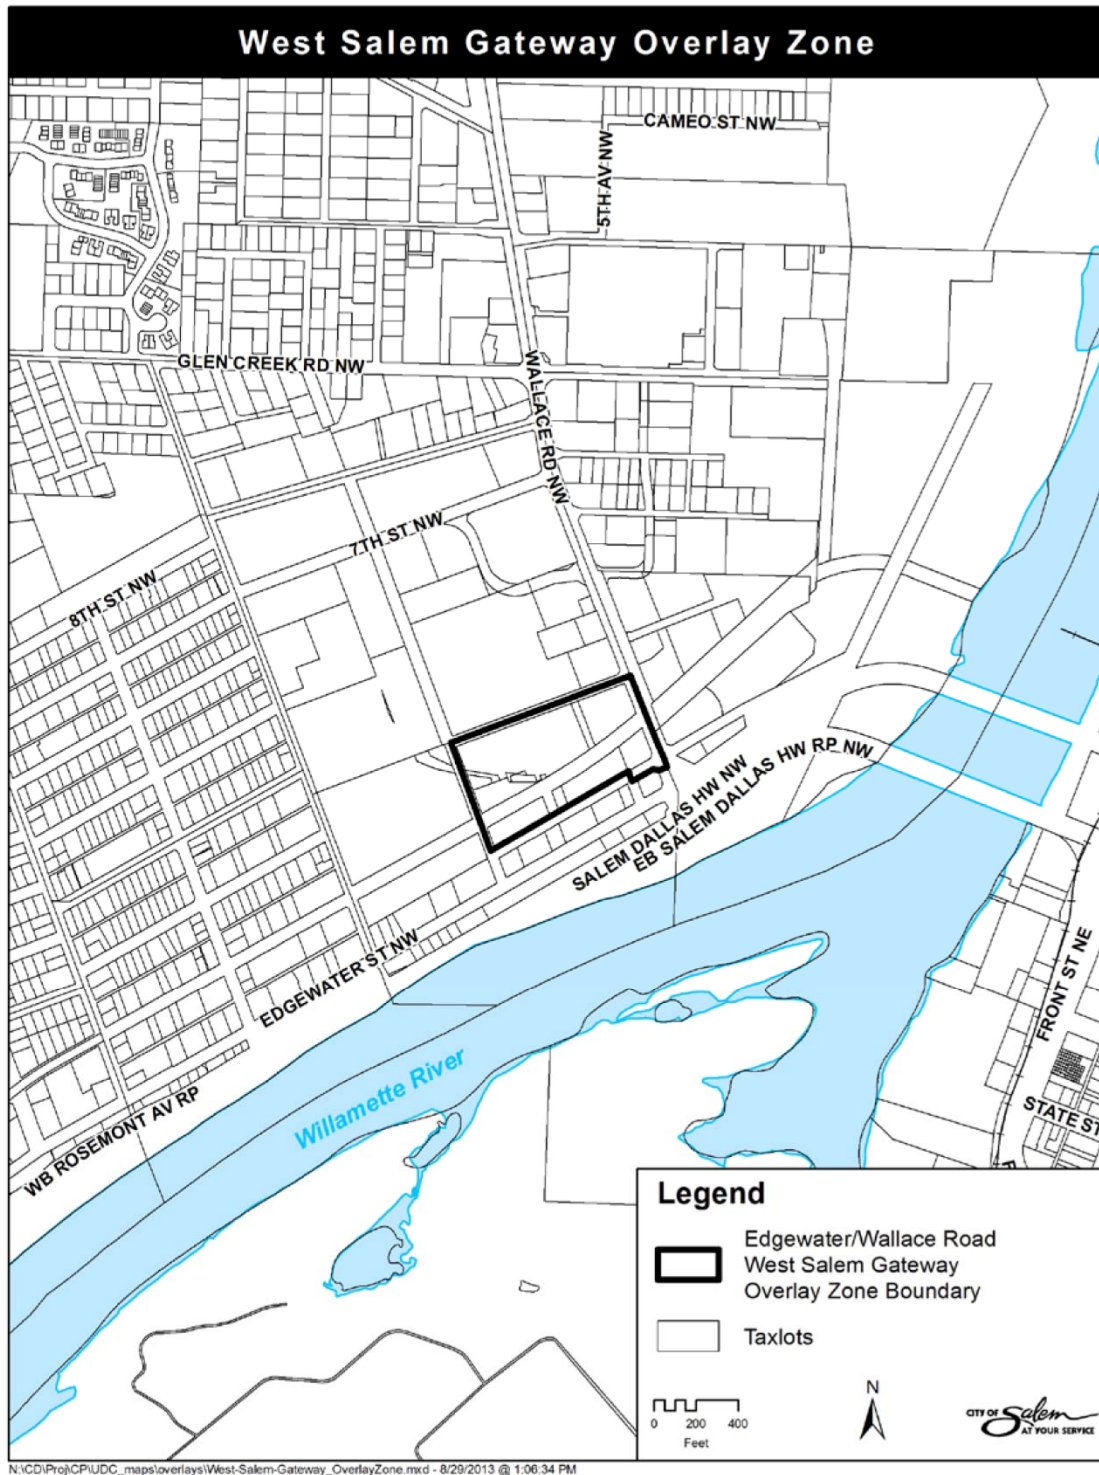 West Salem Gateway Overlay Zone
CAMEO ST NW
5TH AV NW
GLEN CREEK RD NW
WALLACE RD NW
7TH ST NW
8TH ST NW
SALEM DALLAS HW NW
EB SALEM DALLAS HW RP NW
EDGEWATER ST NW
WB ROSEMONT AV RP
Willamette River
FRONT ST NE
STATE ST
Legend
Edgewater/Wallace Road
West Salem Gateway
Overlay Zone Boundary
Taxlots
0 200 400
Feet
N
CITY OF Salem
AT YOUR SERVICE
N:\CD\Proj\CP\UDC_maps\overlays\West-Salem-Gateway_OverlayZone.mxd - 8/29/2013 @ 1:06:34 PM